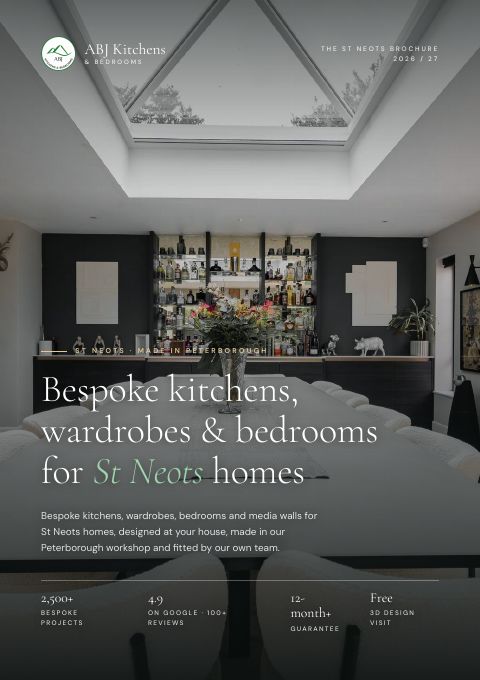 ABJ
ABJ Kitchens
& BEDROOMS
THE ST NEOTS BROCHURE
2026 / 27
ST NEOTS · MADE IN PETERBOROUGH
Bespoke kitchens,
wardrobes & bedrooms
for St Neots homes
Bespoke kitchens, wardrobes, bedrooms and media walls for
St Neots homes, designed at your house, made in our
Peterborough workshop and fitted by our own team.
2,500+
BESPOKE
PROJECTS
4.9
ON GOOGLE · 100+
REVIEWS
12-
month+
GUARANTEE
Free
3D DESIGN
VISIT